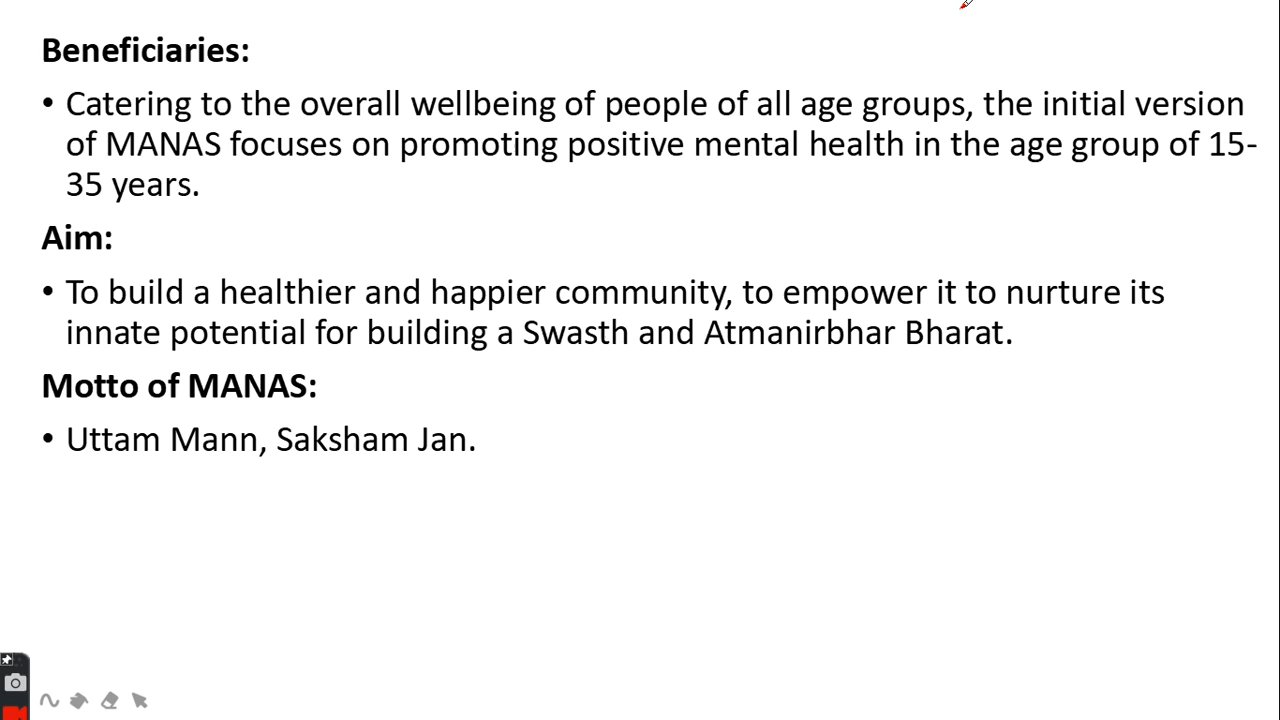 Beneficiaries:
• Catering to the overall wellbeing of people of all age groups, the initial version
of MANAS focuses on promoting positive mental health in the age group of 15-
35 years.
Aim:
• To build a healthier and happier community, to empower it to nurture its
innate potential for building a Swasth and Atmanirbhar Bharat.
Motto of MANAS:
• Uttam Mann, Saksham Jan.